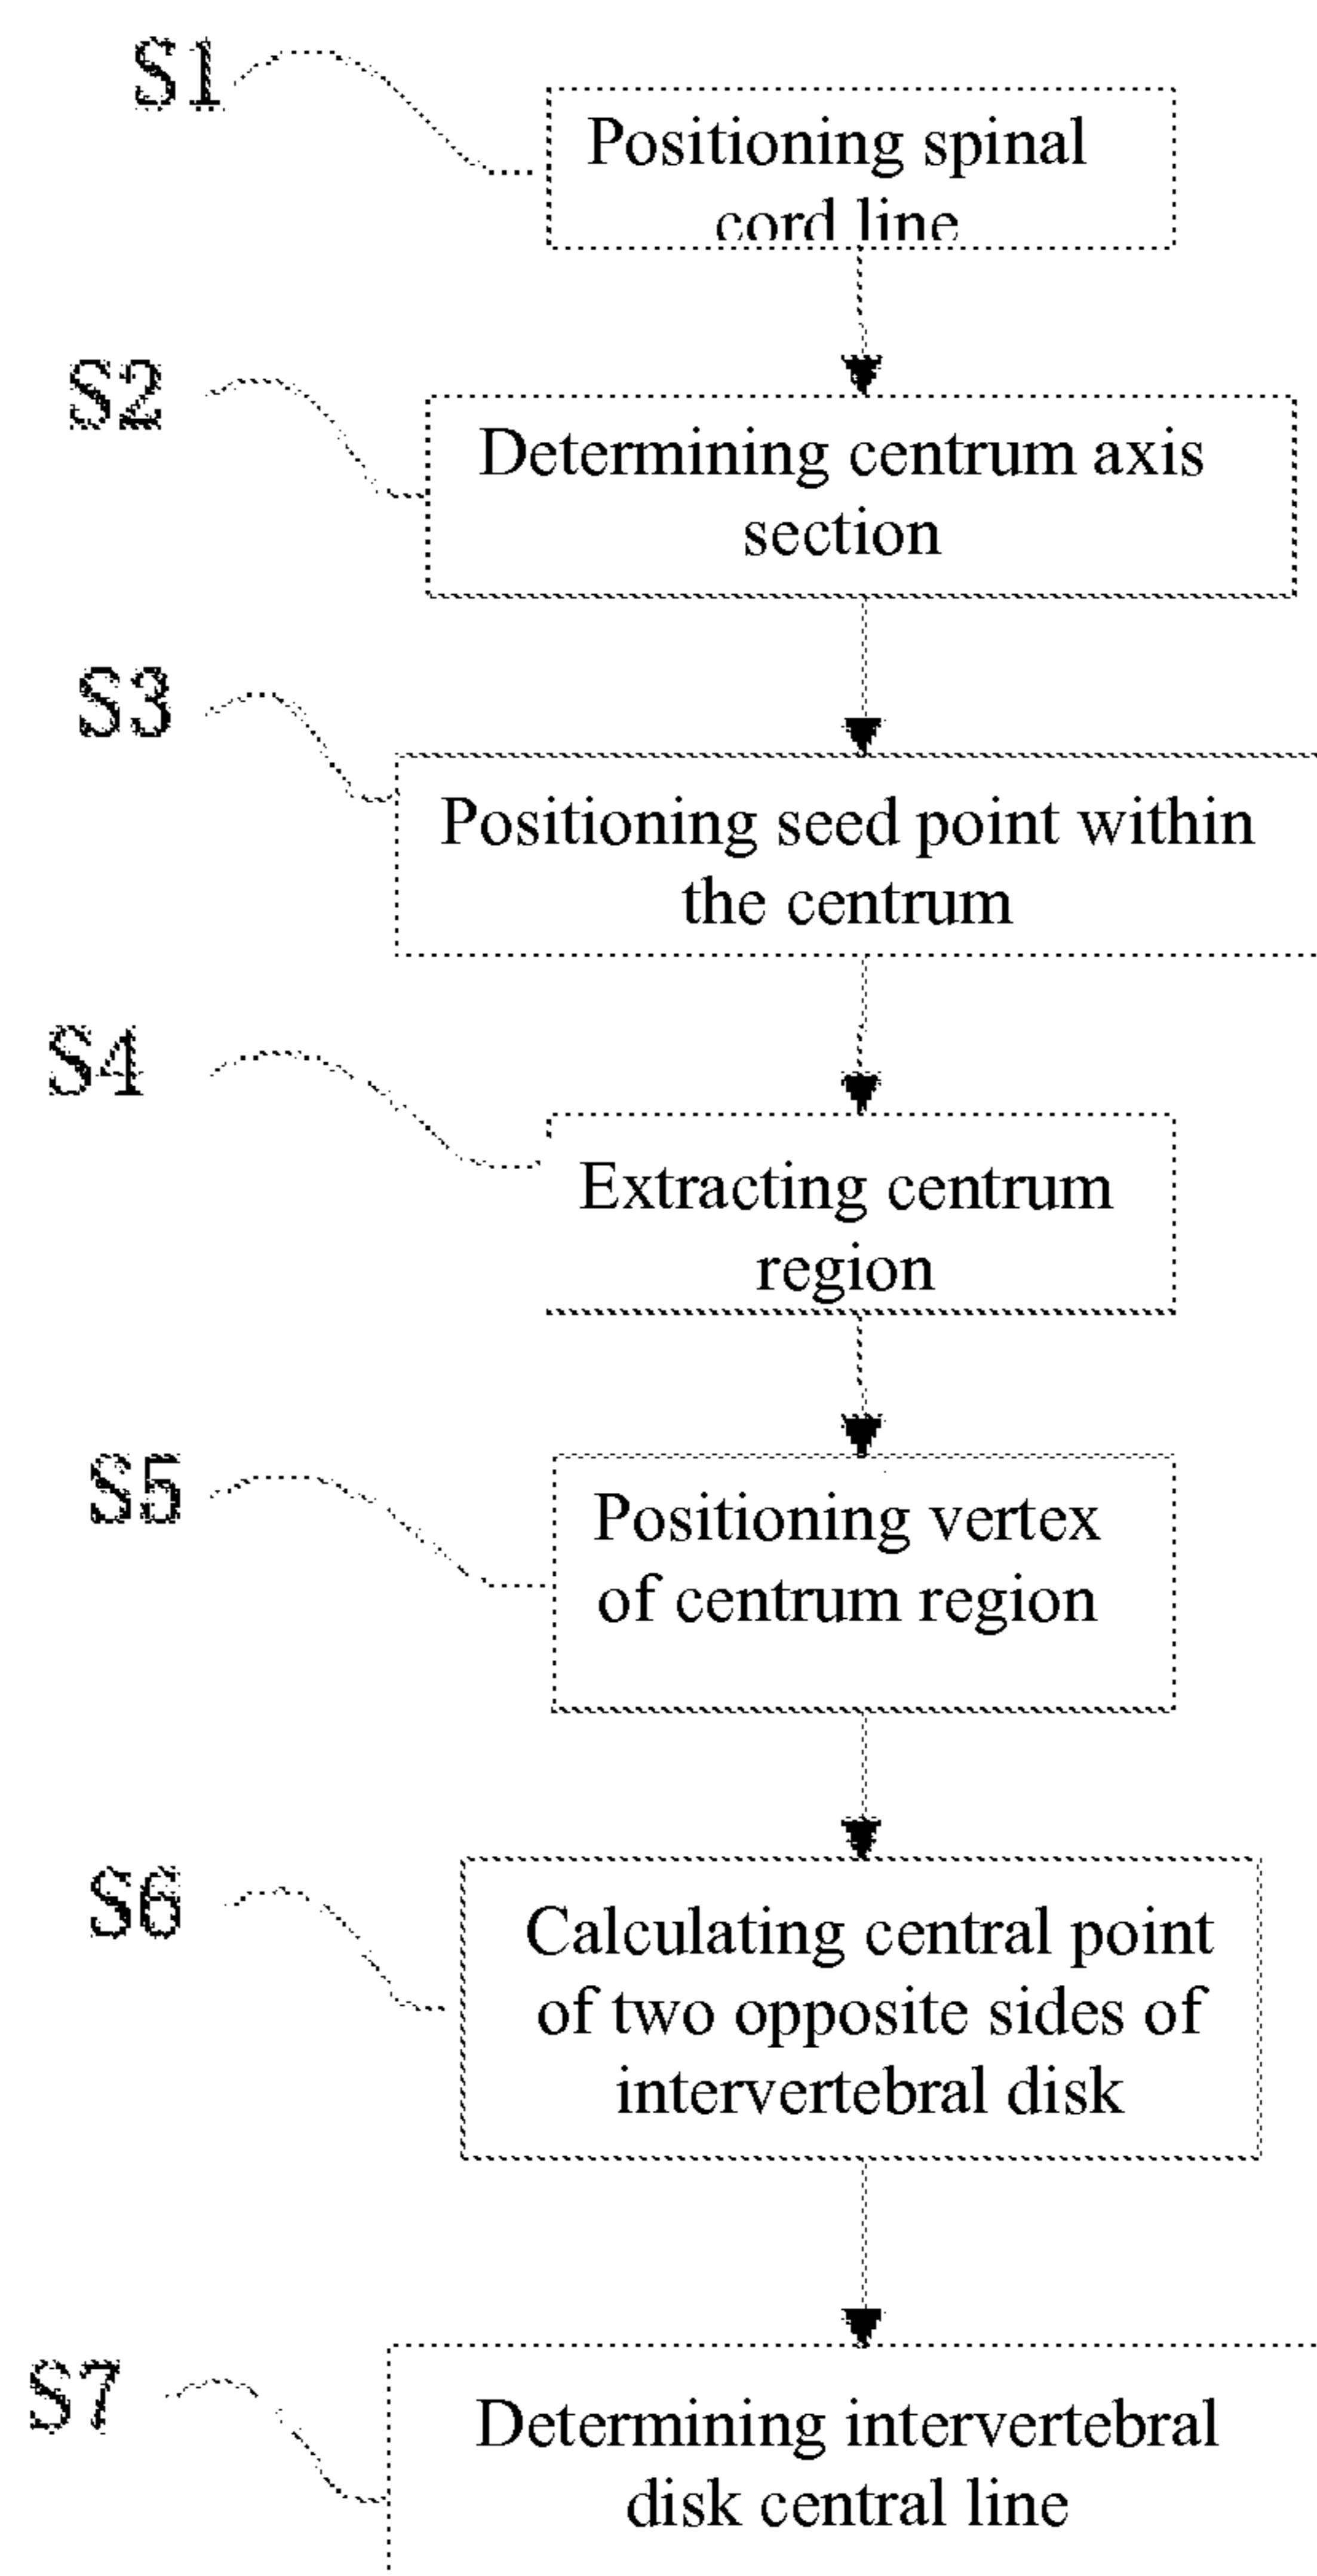 S1
Positioning spinal
cord line
S2
Determining centrum axis
section
S3
Positioning seed point within
the centrum
S4
Extracting centrum
region
S5
Positioning vertex
of centrum region
S6
Calculating central point
of two opposite sides of
intervertebral disk
S7
Determining intervertebral
disk central line